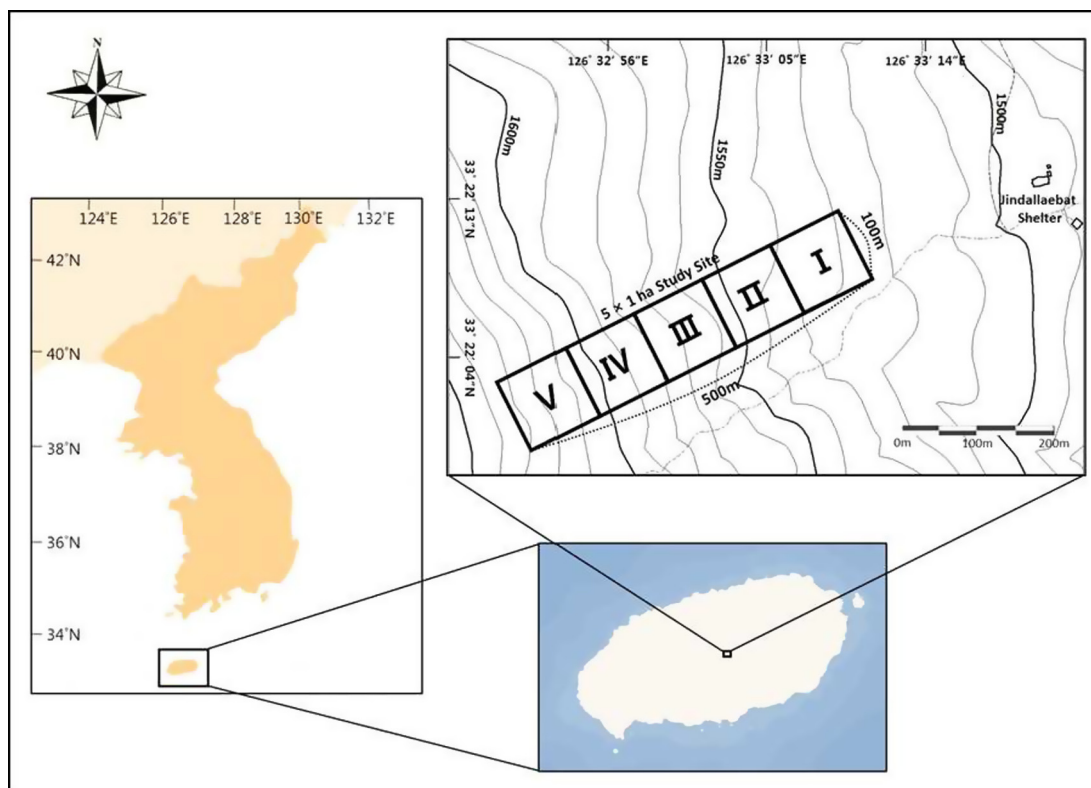 N
124°E 126°E 128°E 130°E 132°E
42°N
40°N
38°N
36°N
34°N
126° 32' 56"E 126° 33' 05"E 126° 33' 14"E
1600m
1550m
1500m
33° 22' 13"N
33° 22' 04"N
Jindallaebat
Shelter
100m
5 × 1 ha Study Site
I
II
III
IV
V
500m
0m 100m 200m